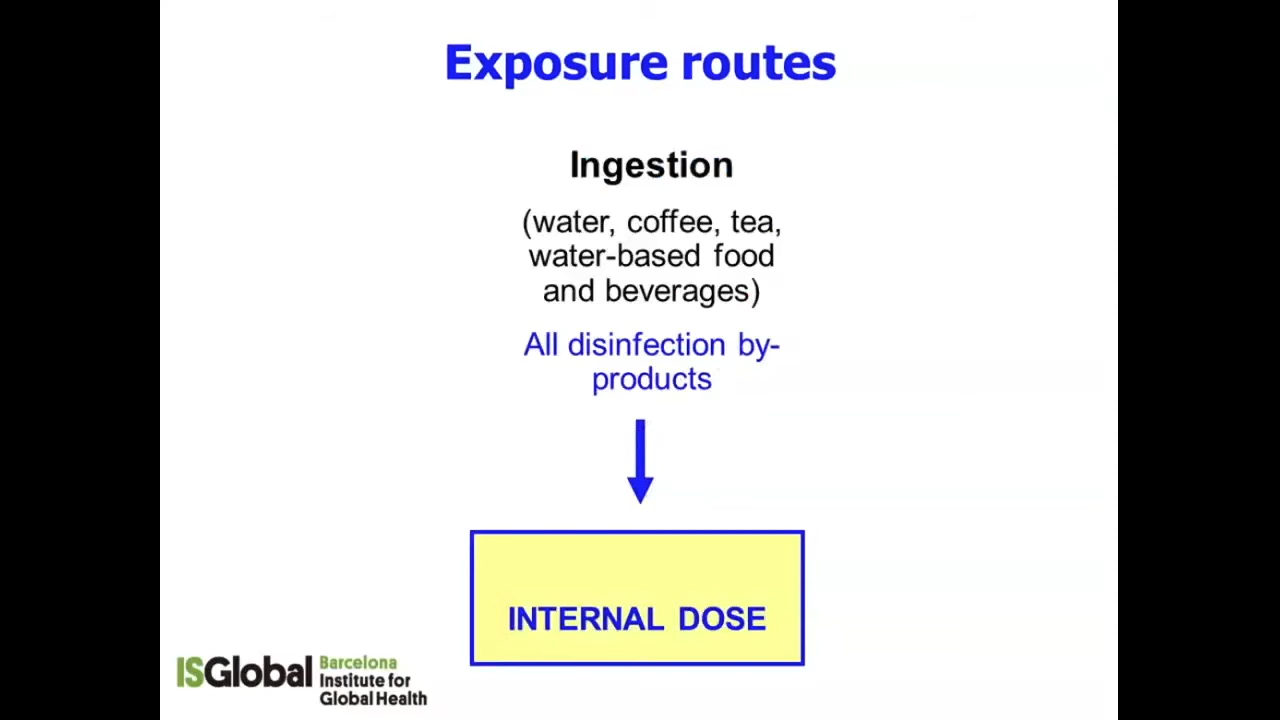 Exposure routes
Ingestion
(water, coffee, tea,
water-based food
and beverages)
All disinfection by-
products
INTERNAL DOSE
ISGlobal Barcelona
Institute for
Global Health